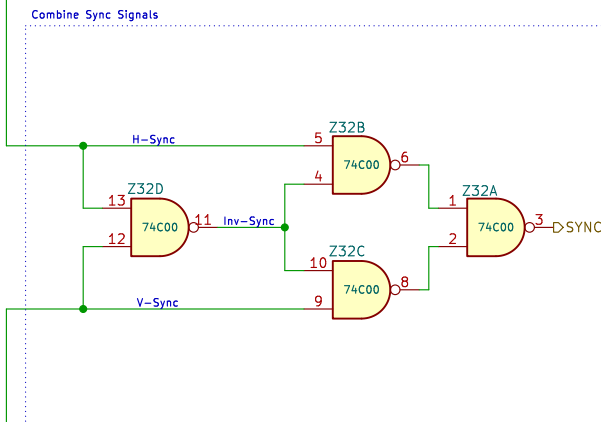 Combine Sync Signals
Z32B
H-Sync
5
74C00
6
4
Z32D
Z32A
13
1
74C00
11
Inv-Sync
74C00
3
SYNC
12
2
Z32C
10
74C00
8
V-Sync
9